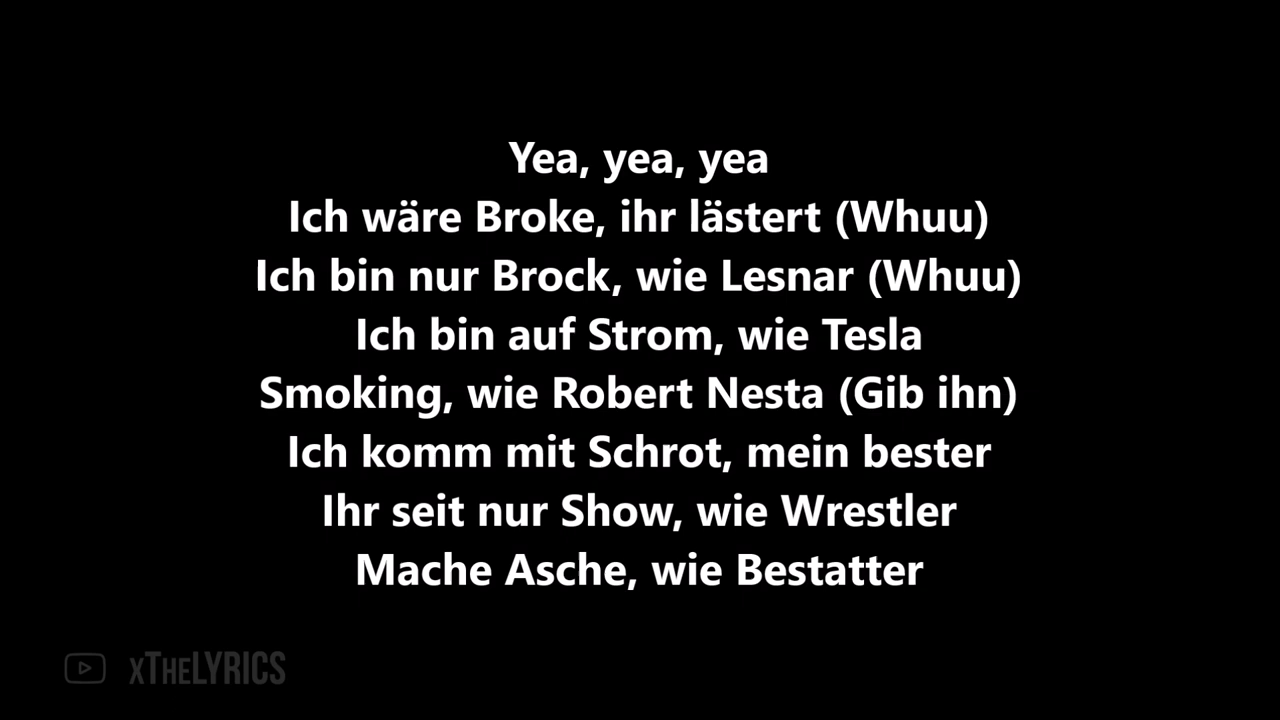 Yea, yea, yea
Ich wäre Broke, ihr lästert (Whuu)
Ich bin nur Brock, wie Lesnar (Whuu)
Ich bin auf Strom, wie Tesla
Smoking, wie Robert Nesta (Gib ihn)
Ich komm mit Schrot, mein bester
Ihr seit nur Show, wie Wrestler
Mache Asche, wie Bestatter
xTheLYRICS